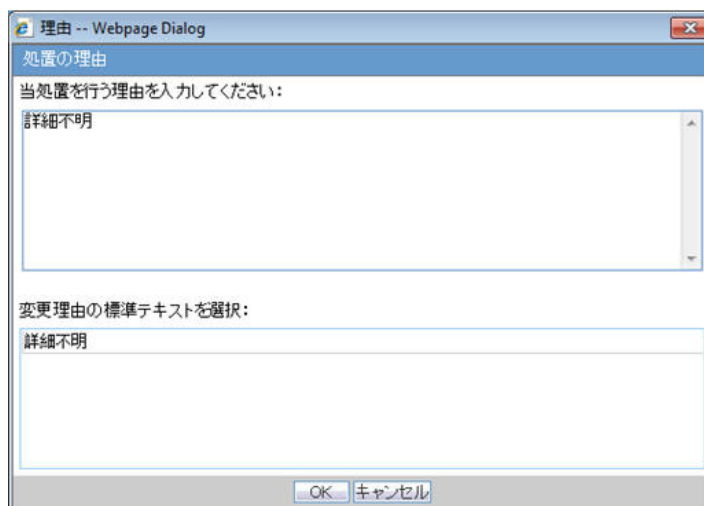 理由 -- Webpage Dialog
処置の理由
当処置を行う理由を入力してください:
詳細不明
変更理由の標準テキストを選択:
詳細不明
OK キャンセル